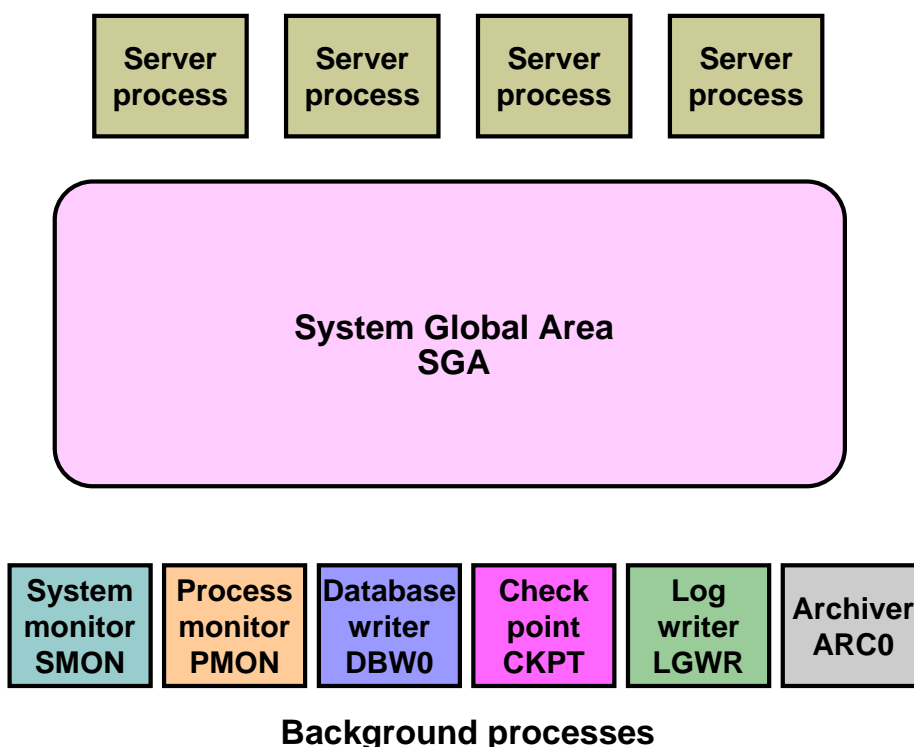 Server
process
Server
process
Server
process
Server
process
System Global Area
SGA
System
monitor
SMON
Process
monitor
PMON
Database
writer
DBW0
Check
point
CKPT
Log
writer
LGWR
Archiver
ARC0
Background processes